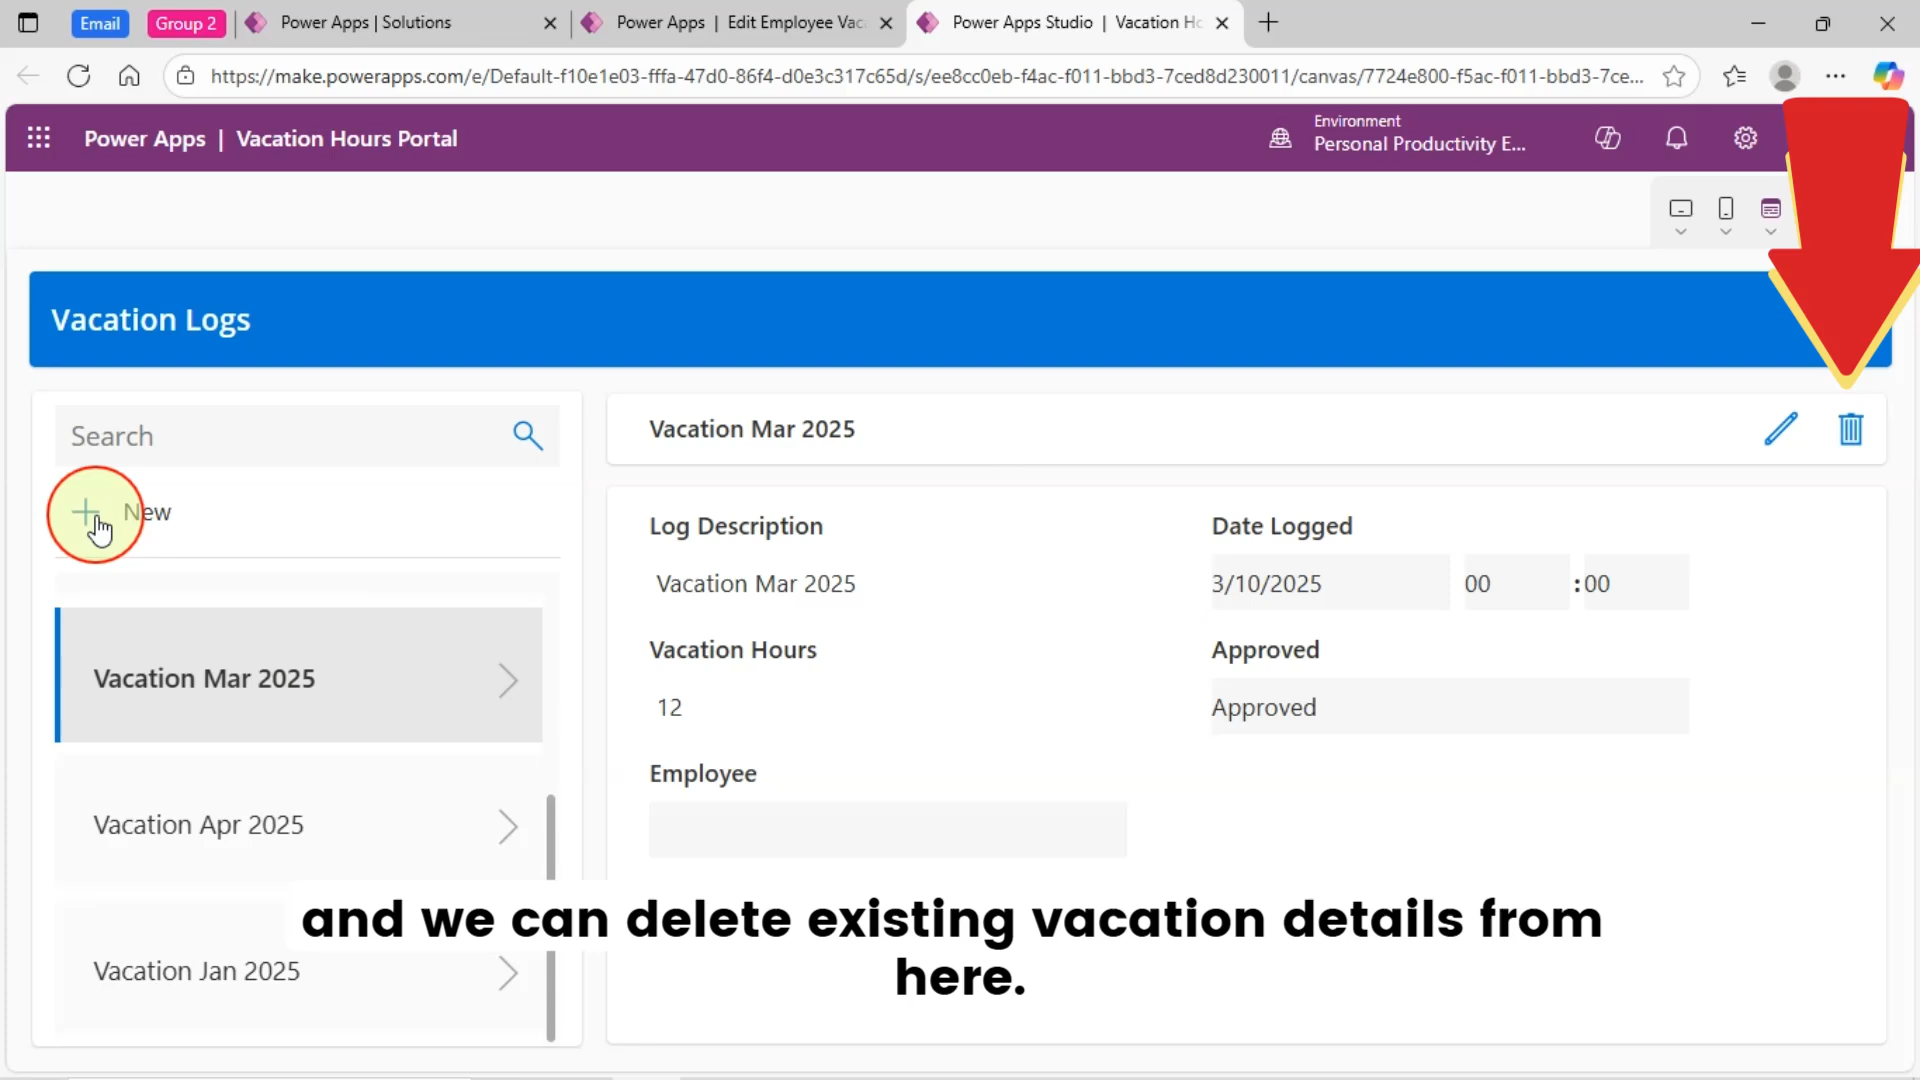 Email
Group 2
Power Apps | Solutions
Power Apps | Edit Employee Vac
Power Apps Studio | Vacation Ho
https://make.powerapps.com/e/Default-f10e1e03-fffa-47d0-86f4-d0e3c317c65d/s/ee8cc0eb-f4ac-f011-bbd3-7ced8d230011/canvas/7724e800-f5ac-f011-bbd3-7ce...
Power Apps | Vacation Hours Portal
Environment
Personal Productivity E...
Vacation Logs
Search
New
Vacation Mar 2025
Vacation Apr 2025
Vacation Jan 2025
Vacation Mar 2025
Log Description
Vacation Mar 2025
Date Logged
3/10/2025 00 : 00
Vacation Hours
12
Approved
Approved
Employee
and we can delete existing vacation details from
here.